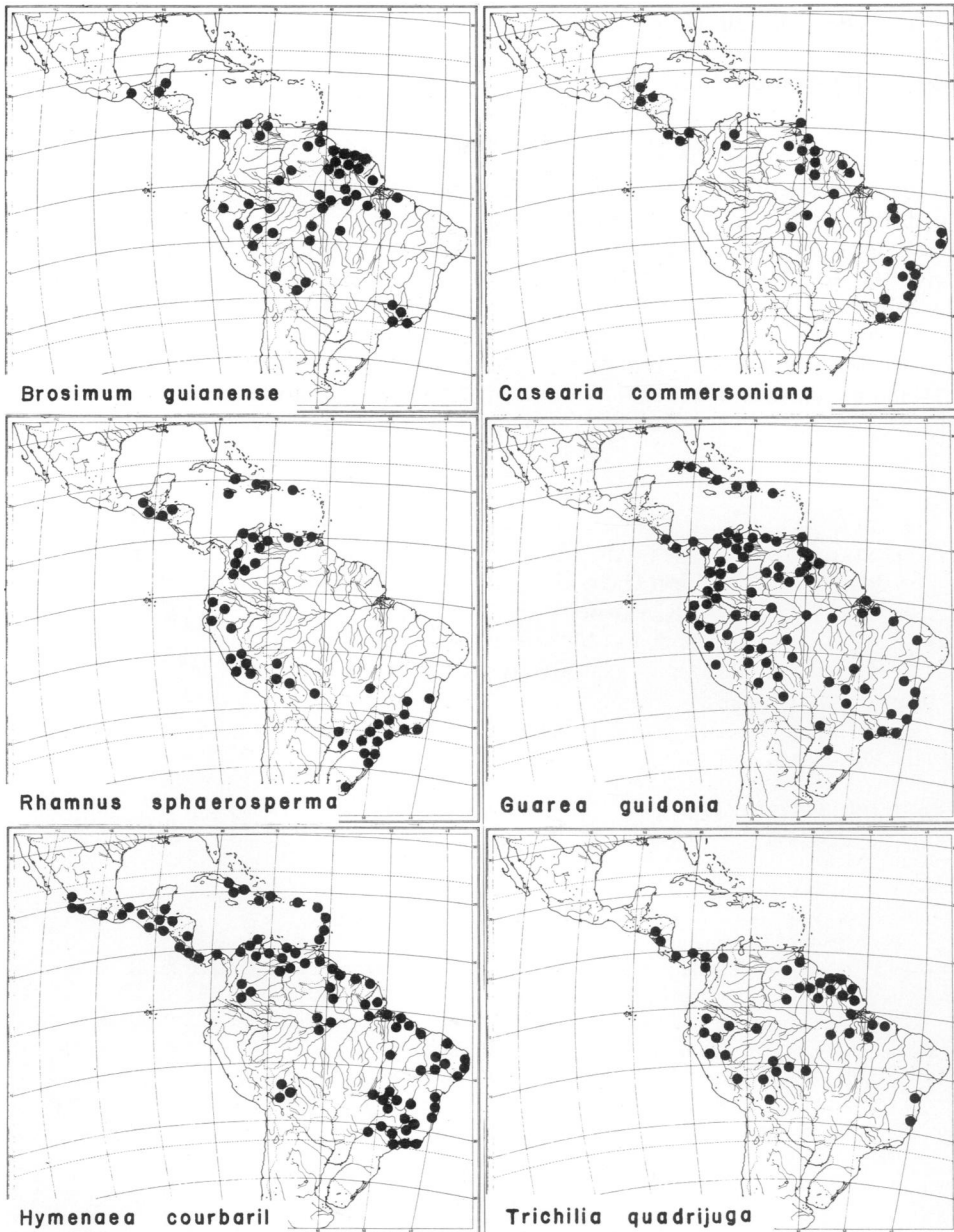 Brosimum guianense
Casearia commersoniana
Rhamnus sphaerosperma
Guarea guidonia
Hymenaea courbaril
Trichilia quadrijuga